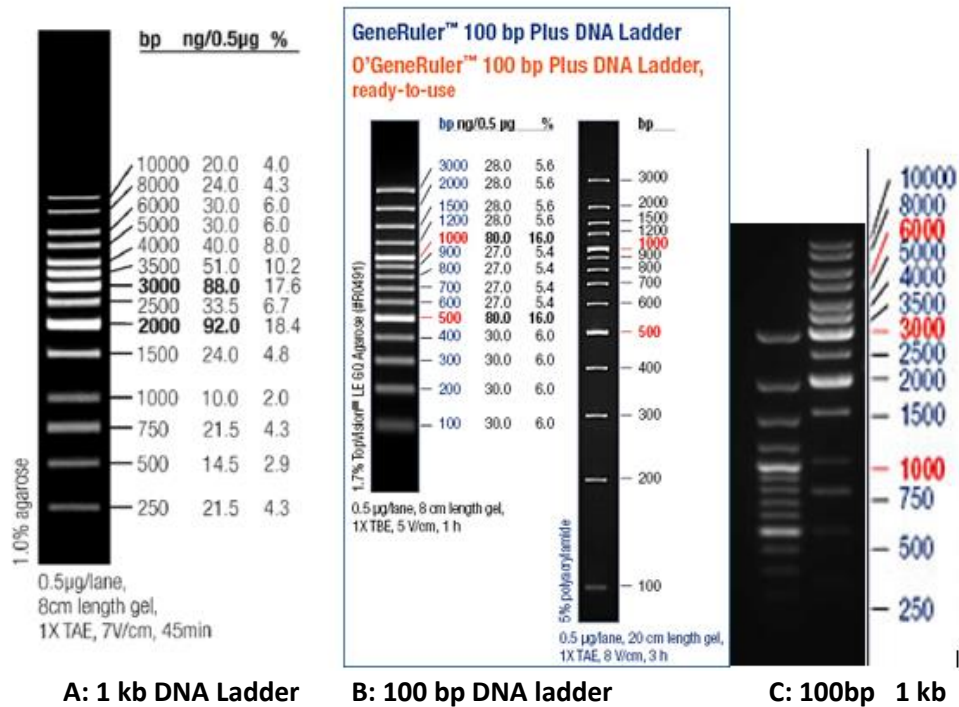 bp ng/0.5µg %
10000 20.0 4.0
8000 24.0 4.3
6000 30.0 6.0
5000 30.0 6.0
4000 40.0 8.0
3500 51.0 10.2
3000 88.0 17.6
2500 33.5 6.7
2000 92.0 18.4
1500 24.0 4.8
1000 10.0 2.0
750 21.5 4.3
500 14.5 2.9
250 21.5 4.3
1.0% agarose
0.5µg/lane,
8cm length gel,
1X TAE, 7V/cm, 45min
GeneRuler™ 100 bp Plus DNA Ladder
O'GeneRuler™ 100 bp Plus DNA Ladder,
ready-to-use
bp ng/0.5 µg %
3000 28.0 5.6
2000 28.0 5.6
1500 28.0 5.6
1200 28.0 5.6
1000 80.0 16.0
900 27.0 5.4
800 27.0 5.4
700 27.0 5.4
600 27.0 5.4
500 80.0 16.0
400 30.0 6.0
300 30.0 6.0
200 30.0 6.0
100 30.0 6.0
1.7% TopVision™ LE GQ Agarose (#R0491)
0.5 µg/lane, 8 cm length gel,
1X TBE, 5 V/cm, 1 h
bp
3000
2000
1500
1200
1000
900
800
700
600
500
400
300
200
100
5% polyacrylamide
0.5 µg/lane, 20 cm length gel,
1X TAE, 8 V/cm, 3 h
10000
8000
6000
5000
4000
3500
3000
2500
2000
1500
1000
750
500
250
A: 1 kb DNA Ladder
B: 100 bp DNA ladder
C: 100bp 1 kb